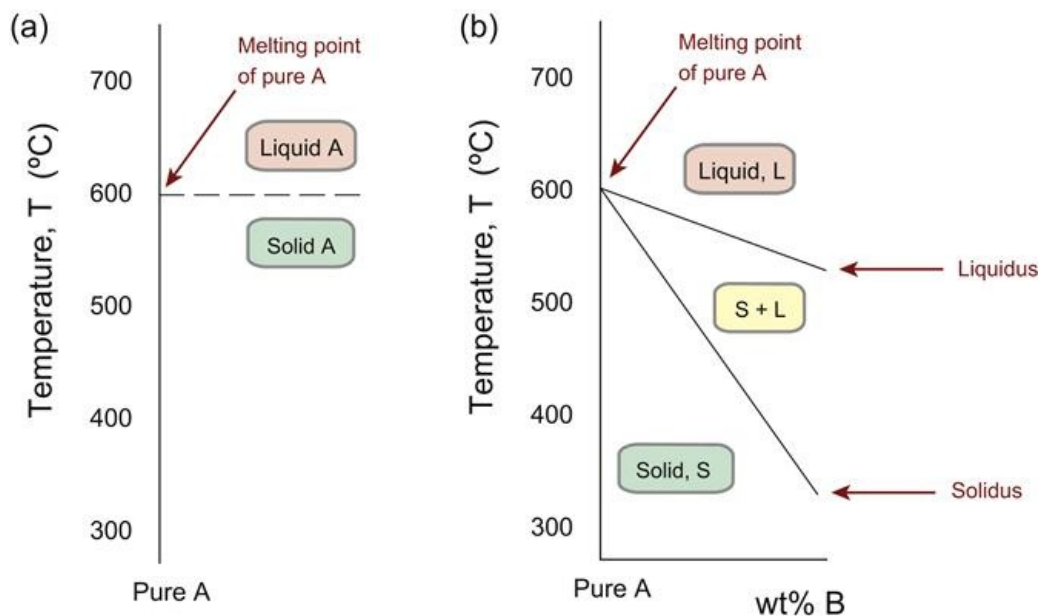 (a)
Temperature, T (ºC)
700
600
500
400
300
Melting point
of pure A
Liquid A
Solid A
Pure A
(b)
Temperature, T (ºC)
700
600
500
400
300
Melting point
of pure A
Liquid, L
Liquidus
S + L
Solid, S
Solidus
Pure A
wt% B